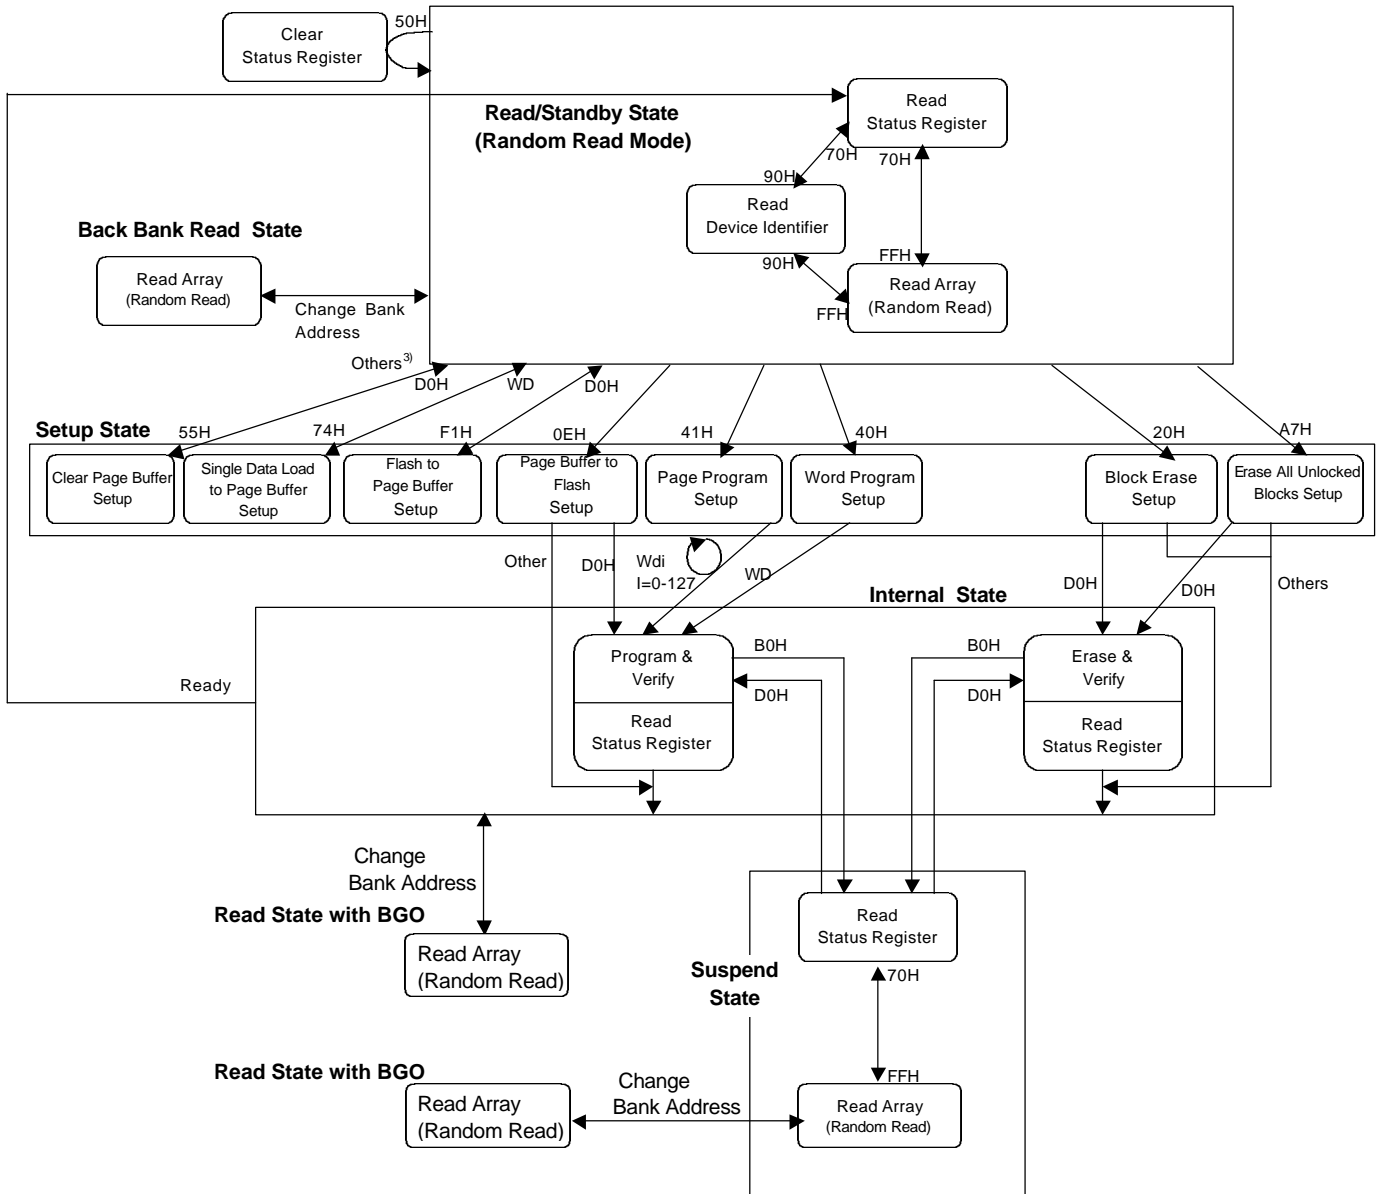 50H
Clear
Status Register
Read/Standby State
(Random Read Mode)
Read
Status Register
70H
70H
90H
Read
Device Identifier
90H
FFH
FFH
Read Array
(Random Read)
Back Bank Read State
Read Array
(Random Read)
Change Bank
Address
Others3)
D0H
WD
D0H
Setup State
55H
74H
F1H
0EH
41H
40H
20H
A7H
Clear Page Buffer
Setup
Single Data Load
to Page Buffer
Setup
Flash to
Page Buffer
Setup
Page Buffer to
Flash
Setup
Page Program
Setup
Word Program
Setup
Block Erase
Setup
Erase All Unlocked
Blocks Setup
Other
D0H
Wdi
I=0-127
WD
D0H
D0H
Others
Internal State
Program &
Verify
Read
Status Register
B0H
D0H
B0H
D0H
Erase &
Verify
Read
Status Register
Ready
Change
Bank Address
Read State with BGO
Read Array
(Random Read)
Read
Status Register
Suspend
State
70H
FFH
Read State with BGO
Read Array
(Random Read)
Change
Bank Address
Read Array
(Random Read)